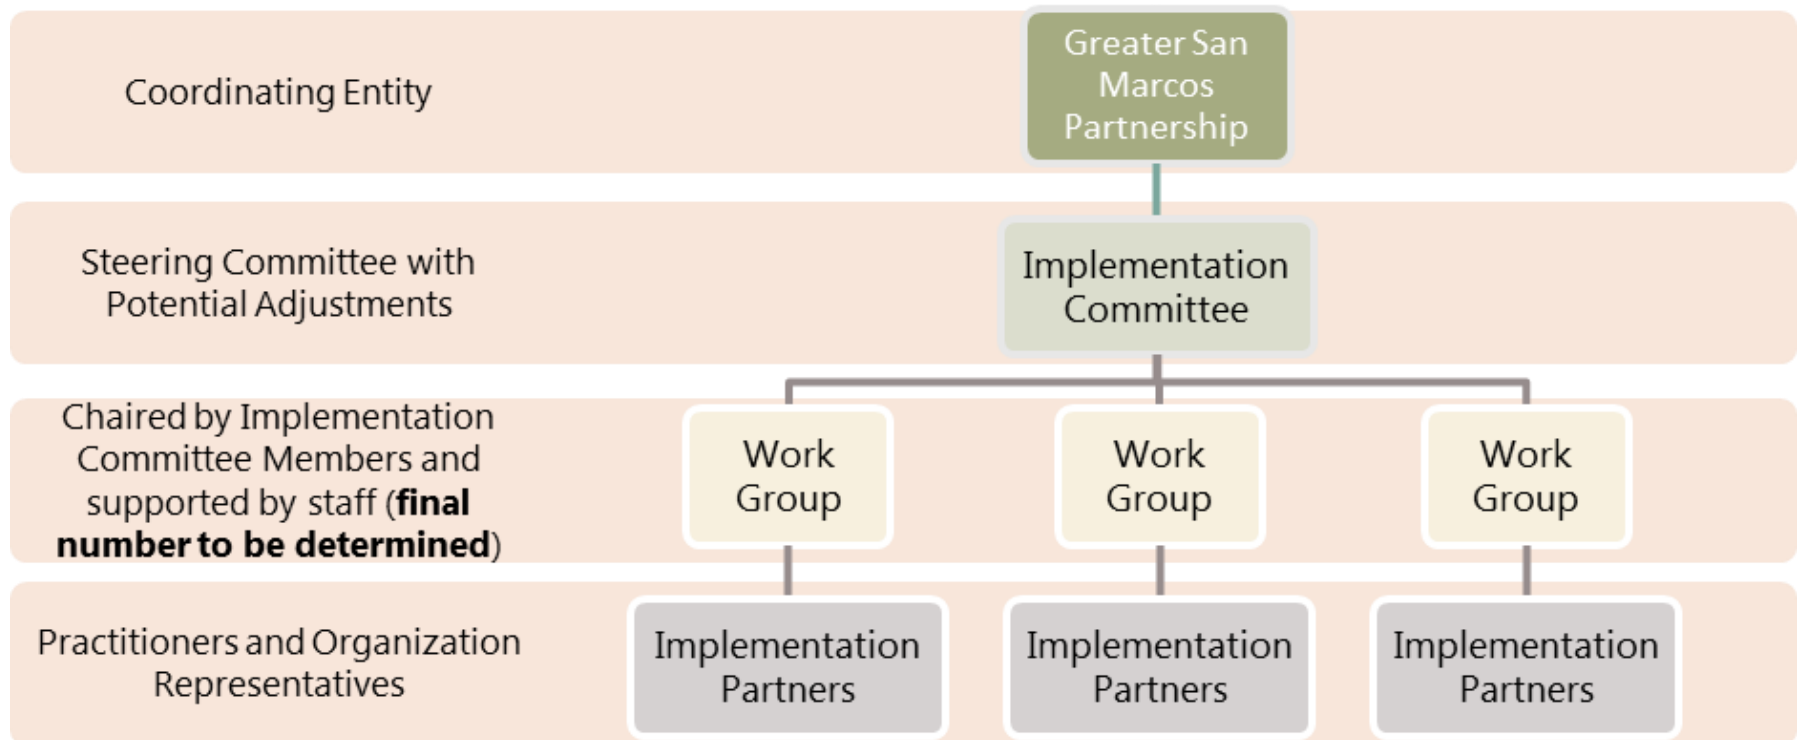 Coordinating Entity
Greater San
Marcos
Partnership
Steering Committee with
Potential Adjustments
Implementation
Committee
Chaired by Implementation
Committee Members and
supported by staff (final
number to be determined)
Work
Group
Work
Group
Work
Group
Practitioners and Organization
Representatives
Implementation
Partners
Implementation
Partners
Implementation
Partners